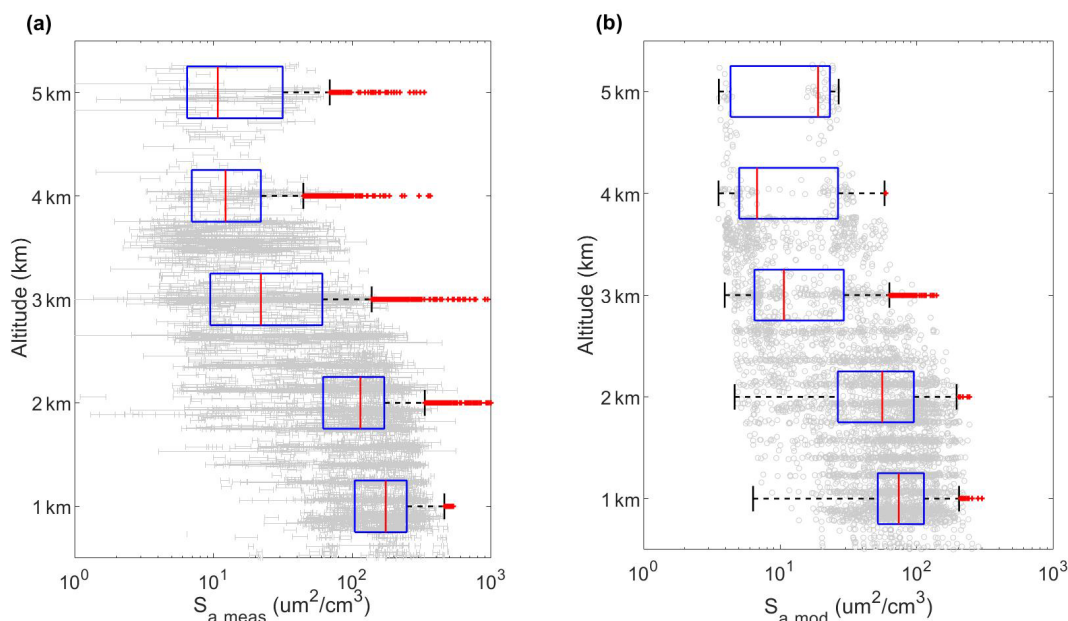 (a)
5 km
4 km
3 km
2 km
1 km
Altitude (km)
10^0
10^1
10^2
10^3
S_a meas (um^2/cm^3)
(b)
5 km
4 km
3 km
2 km
1 km
Altitude (km)
10^0
10^1
10^2
10^3
S_a mod (um^2/cm^3)